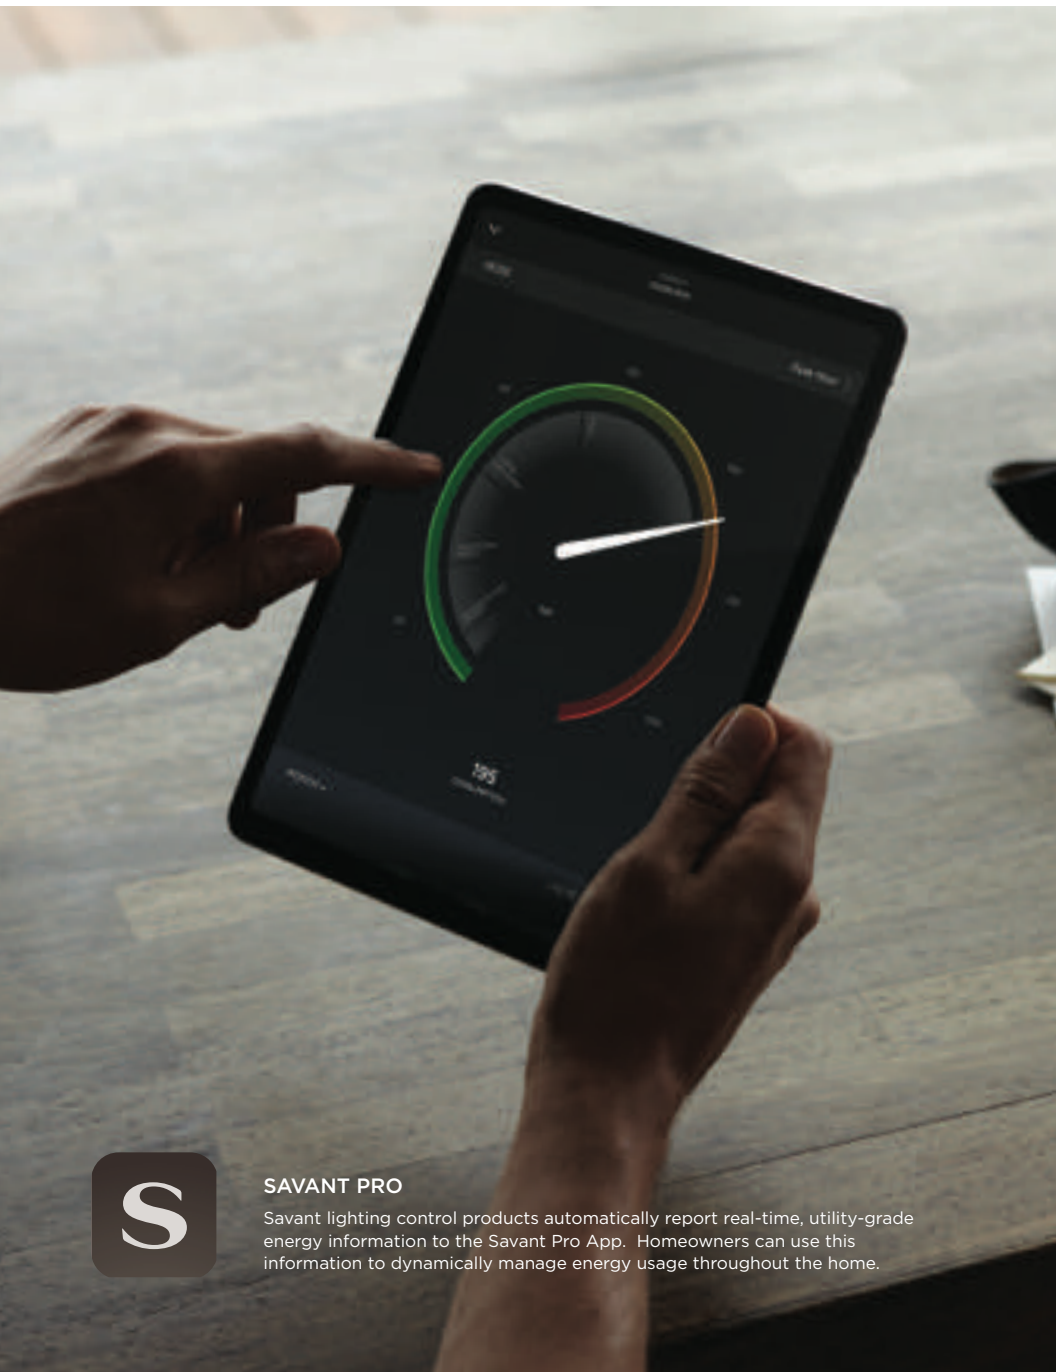 195
S
SAVANT PRO
Savant lighting control products automatically report real-time, utility-grade
energy information to the Savant Pro App. Homeowners can use this
information to dynamically manage energy usage throughout the home.